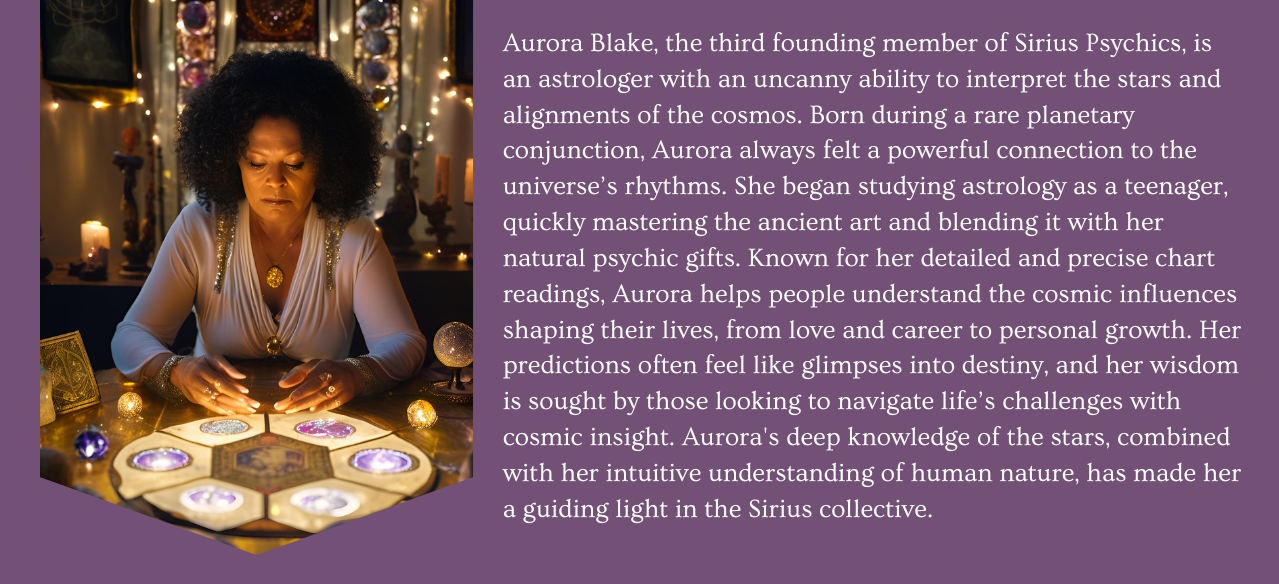 Aurora Blake, the third founding member of Sirius Psychics, is
an astrologer with an uncanny ability to interpret the stars and
alignments of the cosmos. Born during a rare planetary
conjunction, Aurora always felt a powerful connection to the
universe’s rhythms. She began studying astrology as a teenager,
quickly mastering the ancient art and blending it with her
natural psychic gifts. Known for her detailed and precise chart
readings, Aurora helps people understand the cosmic influences
shaping their lives, from love and career to personal growth. Her
predictions often feel like glimpses into destiny, and her wisdom
is sought by those looking to navigate life’s challenges with
cosmic insight. Aurora's deep knowledge of the stars, combined
with her intuitive understanding of human nature, has made her
a guiding light in the Sirius collective.